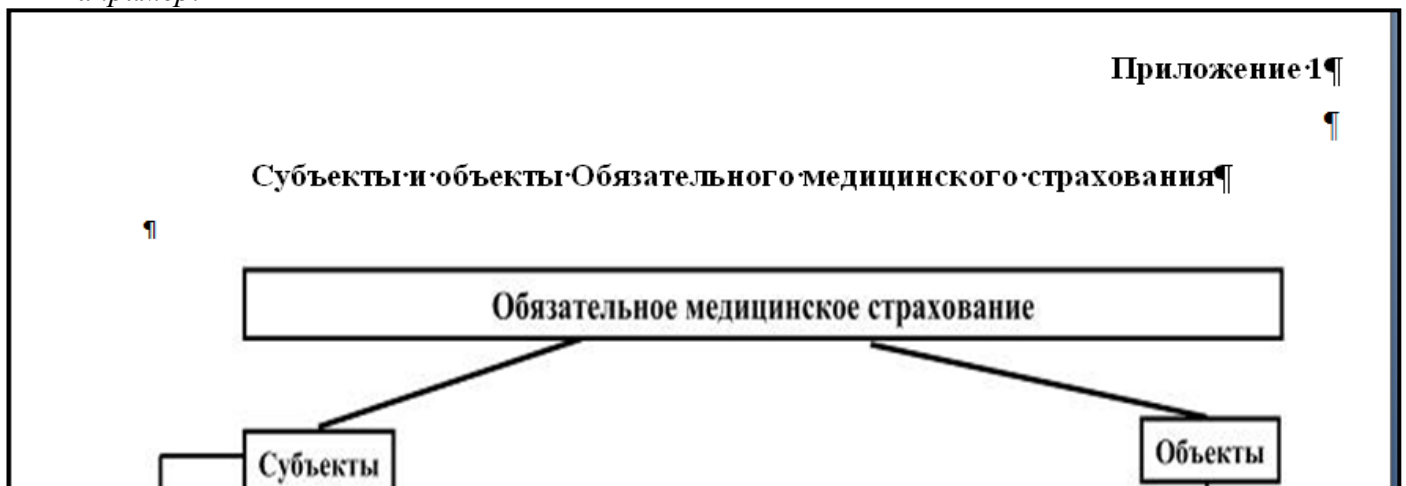 Приложение·1¶
¶
Субъекты·и·объекты·Обязательного·медицинского·страхования¶
¶
Обязательное медицинское страхование
Субъекты
Объекты